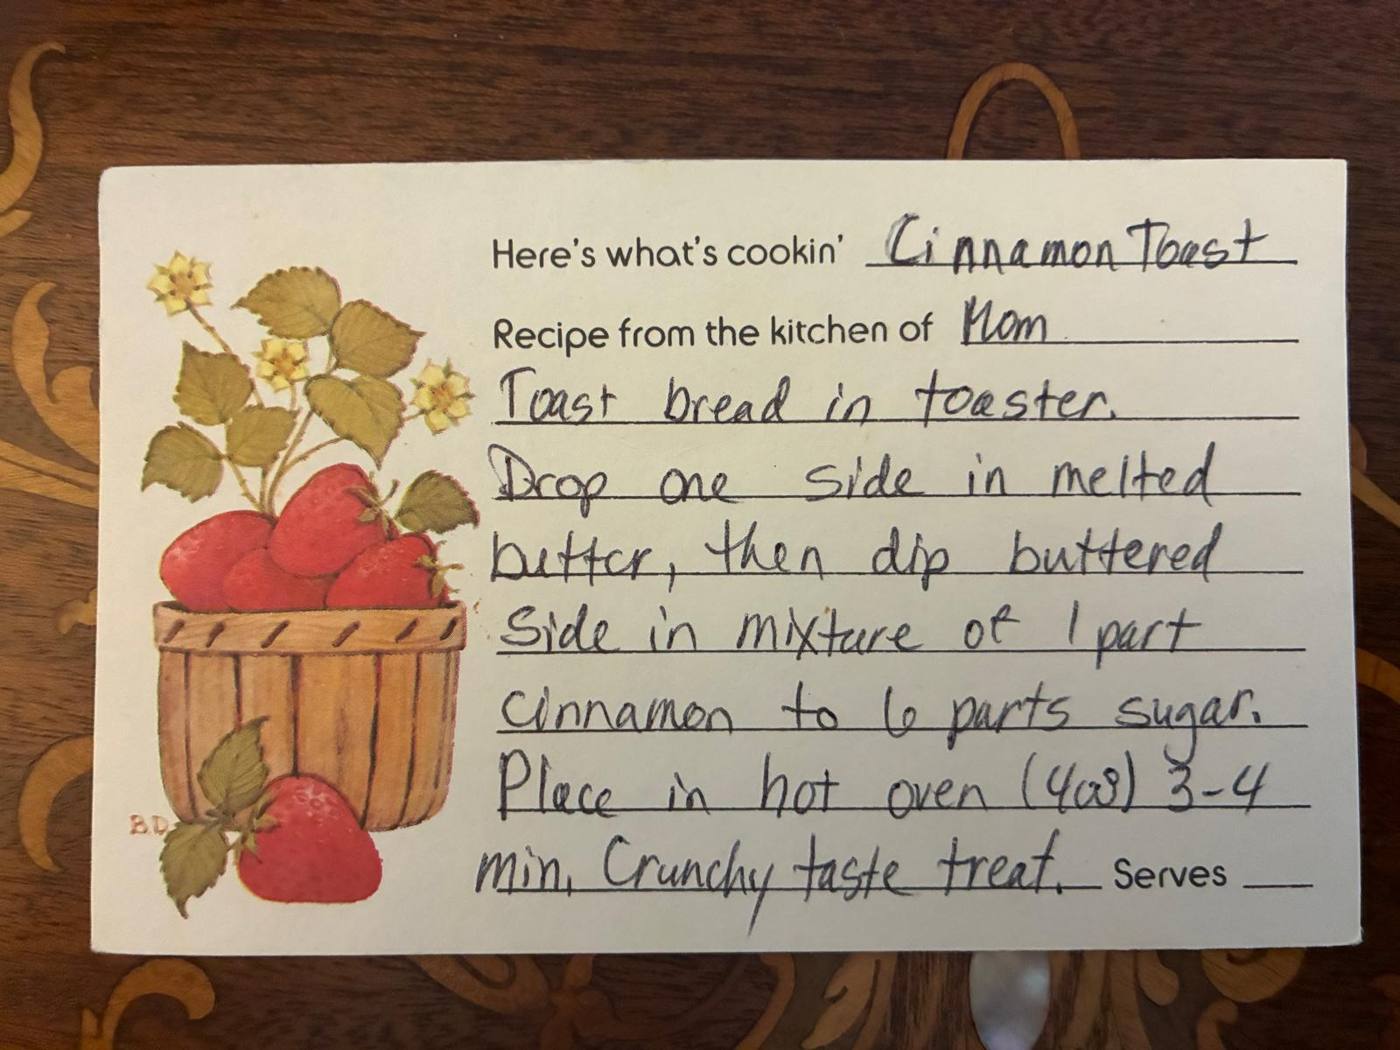 Here's what's cookin' Cinnamon Toast
Recipe from the kitchen of Mom
Toast bread in toaster.
Drop one side in melted
butter, then dip buttered
side in mixture of 1 part
cinnamon to 6 parts sugar.
Place in hot oven (400) 3-4
min. Crunchy taste treat. Serves
B.D.